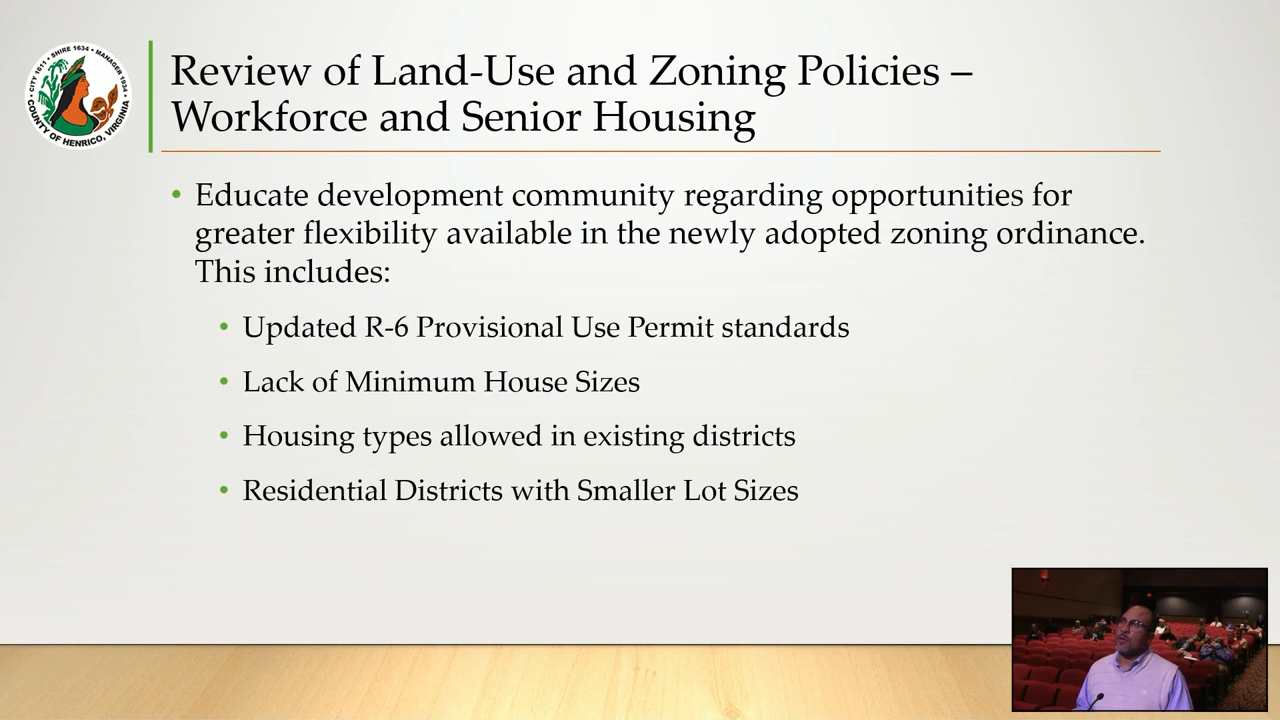 CITY 1611 • SHIRE 1634 • MANAGER 1934
COUNTY OF HENRICO, VIRGINIA
Review of Land-Use and Zoning Policies –
Workforce and Senior Housing
• Educate development community regarding opportunities for
greater flexibility available in the newly adopted zoning ordinance.
This includes:
• Updated R-6 Provisional Use Permit standards
• Lack of Minimum House Sizes
• Housing types allowed in existing districts
• Residential Districts with Smaller Lot Sizes